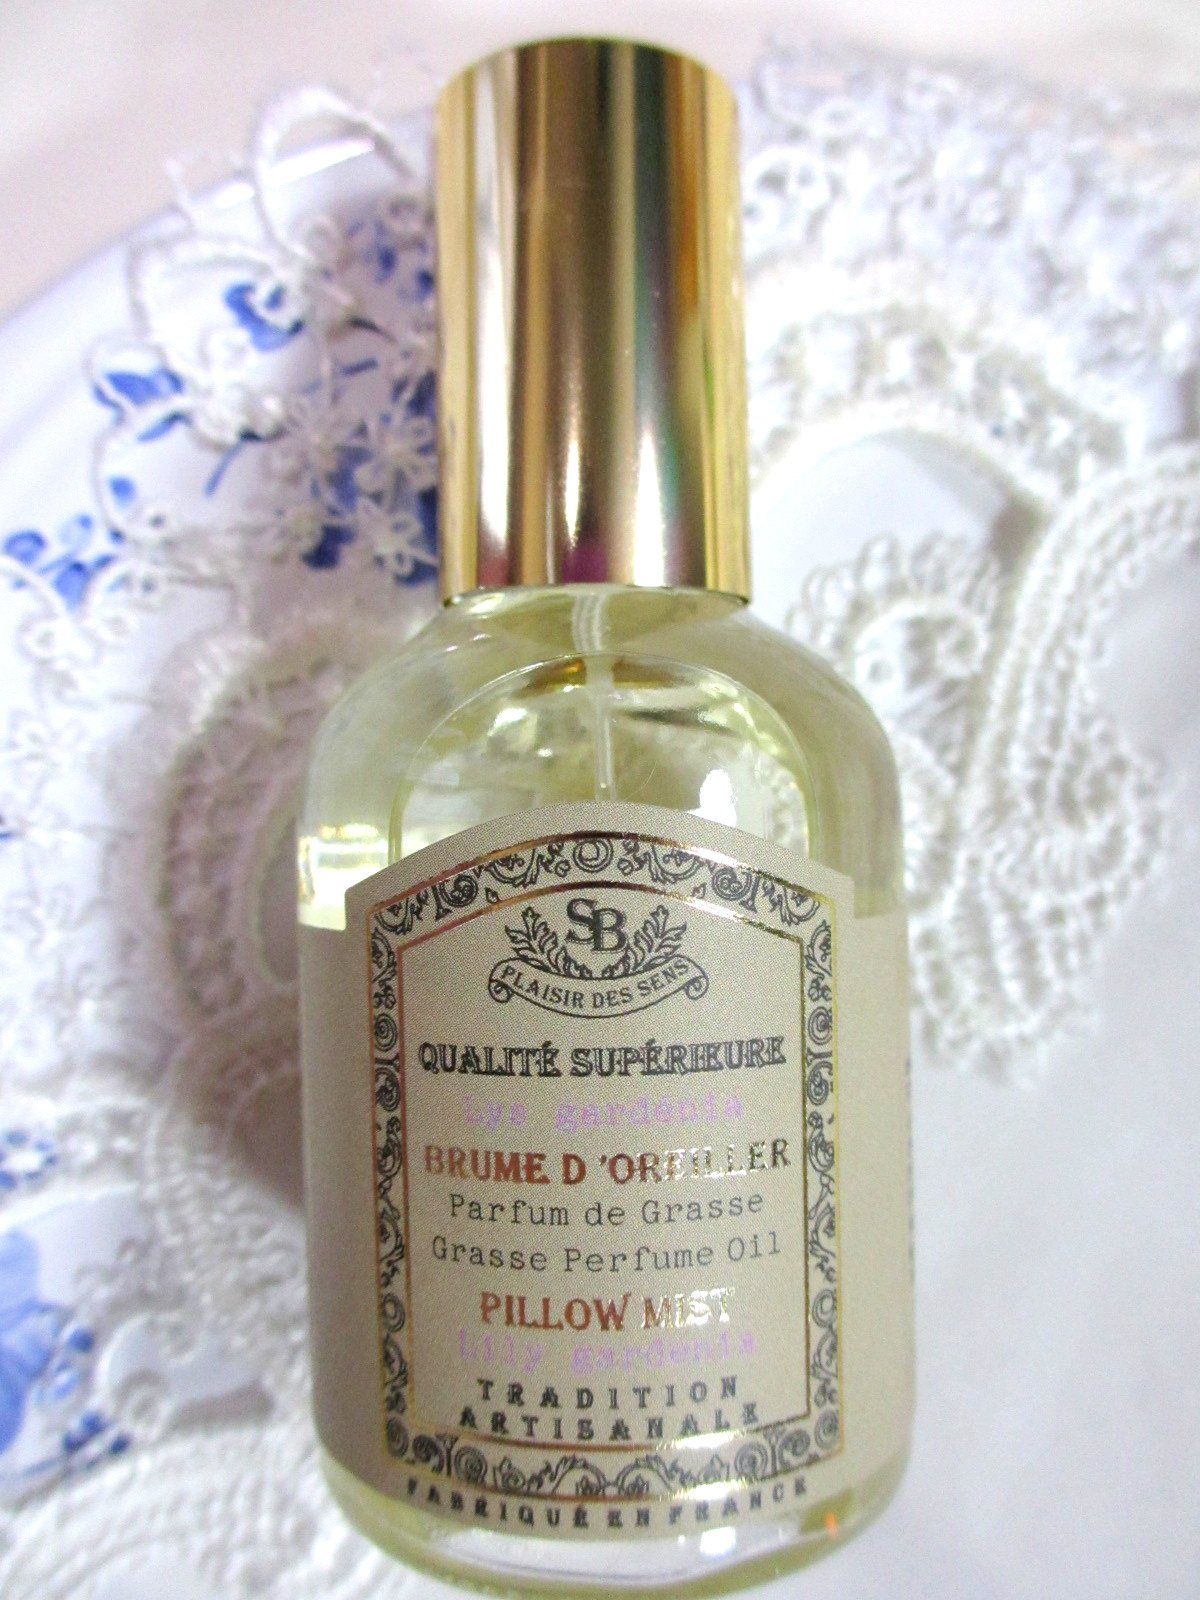 SB
PLAISIR DES SENS
QUALITÉ SUPÉRIEURE
Lys gardénia
BRUME D'OREILLER
Parfum de Grasse
Grasse Perfume Oil
PILLOW MIST
Lily gardenia
TRADITION
ARTISANALE
FABRIQUÉ EN FRANCE